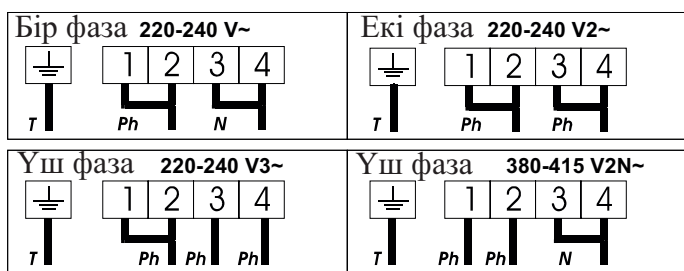 Бір фаза 220-240 V~
1 2 3 4
T Ph N
Екі фаза 220-240 V2~
1 2 3 4
T Ph Ph
Үш фаза 220-240 V3~
1 2 3 4
T Ph Ph Ph
Үш фаза 380-415 V2N~
1 2 3 4
T Ph Ph N